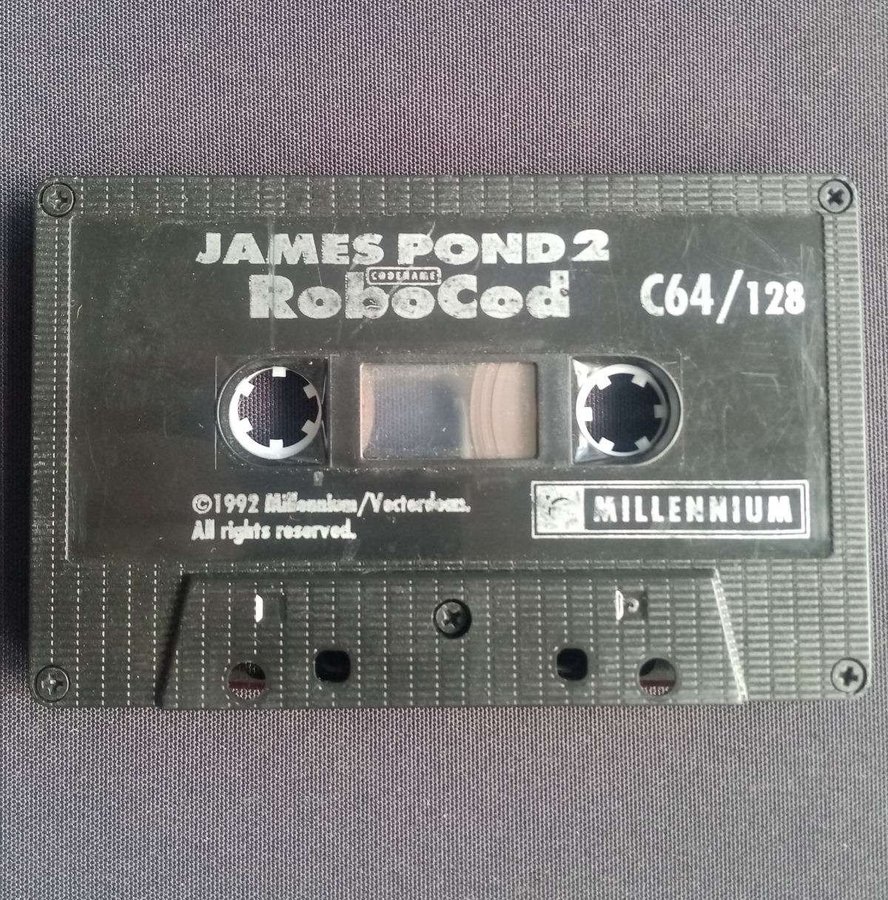 JAMES POND 2
CODENAME
RoboCod
C64/128
©1992 Millennium/Vectordean.
All rights reserved.
MILLENNIUM